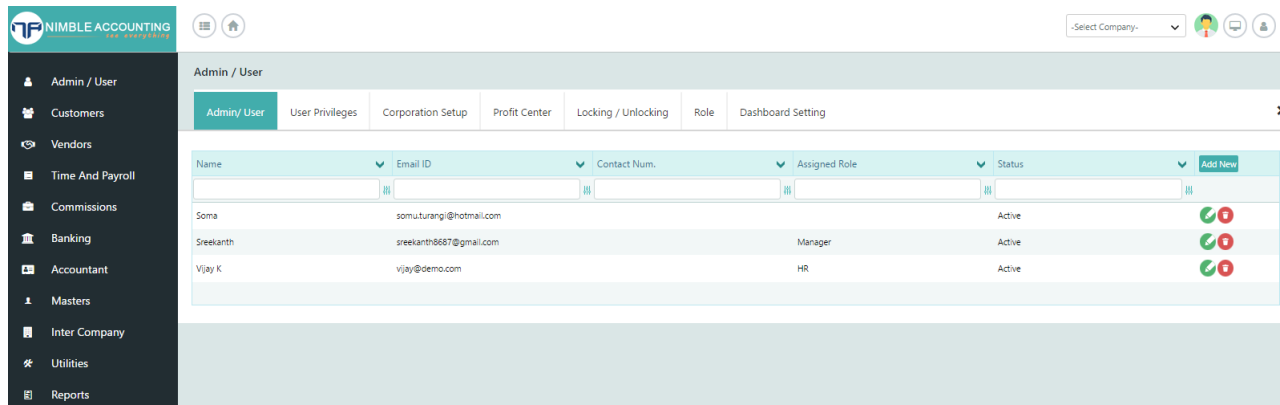 NIMBLE ACCOUNTING
see everything
-Select Company-
Admin / User
Customers
Vendors
Time And Payroll
Commissions
Banking
Accountant
Masters
Inter Company
Utilities
Reports
Admin / User
Admin/ User User Privileges Corporation Setup Profit Center Locking / Unlocking Role Dashboard Setting
Name Email ID Contact Num. Assigned Role Status Add New
Soma somu.turangi@hotmail.com Active
Sreekanth sreekanth8687@gmail.com Manager Active
Vijay K vijay@demo.com HR Active